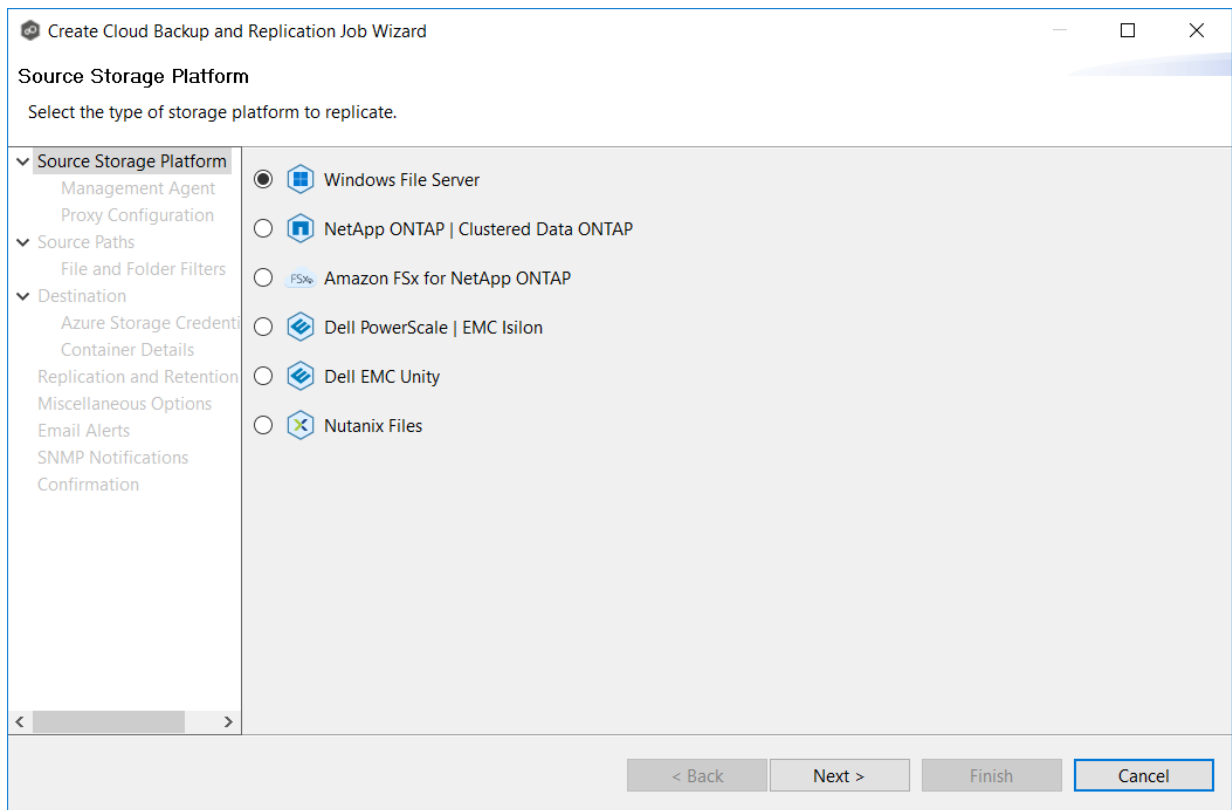 Create Cloud Backup and Replication Job Wizard
Source Storage Platform
Select the type of storage platform to replicate.
Source Storage Platform
Management Agent
Proxy Configuration
Source Paths
File and Folder Filters
Destination
Azure Storage Credenti
Container Details
Replication and Retention
Miscellaneous Options
Email Alerts
SNMP Notifications
Confirmation
Windows File Server
NetApp ONTAP | Clustered Data ONTAP
FSx Amazon FSx for NetApp ONTAP
Dell PowerScale | EMC Isilon
Dell EMC Unity
Nutanix Files
< Back Next > Finish Cancel